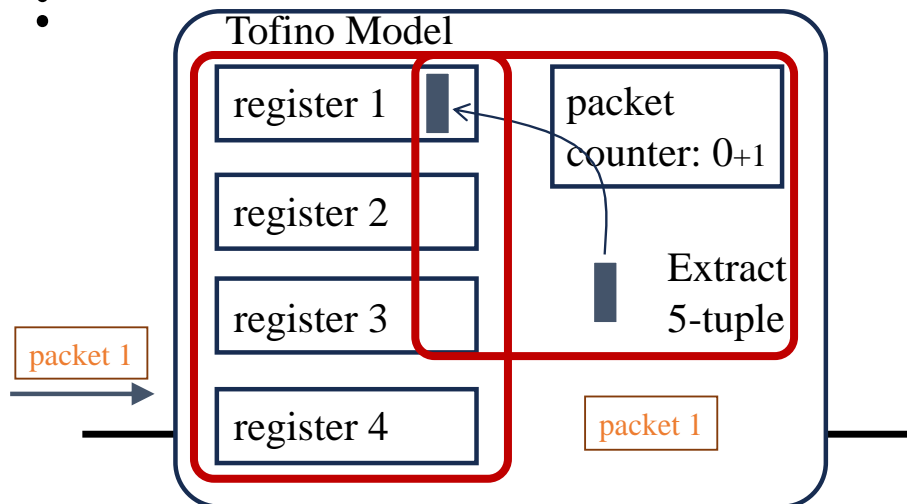 Tofino Model
register 1
packet
counter: 0+1
register 2
Extract
5-tuple
register 3
packet 1
register 4
packet 1